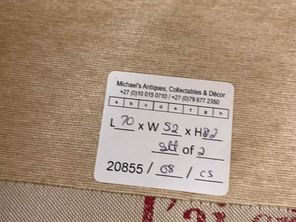 Michael's Antiques, Collectables & Décor
+27 (0)10 015 0710 / +27 (0)79 877 2350
a b c d e f g h
L 70 x W 52 x H 82
Set of 2
20855 / 08 / CS